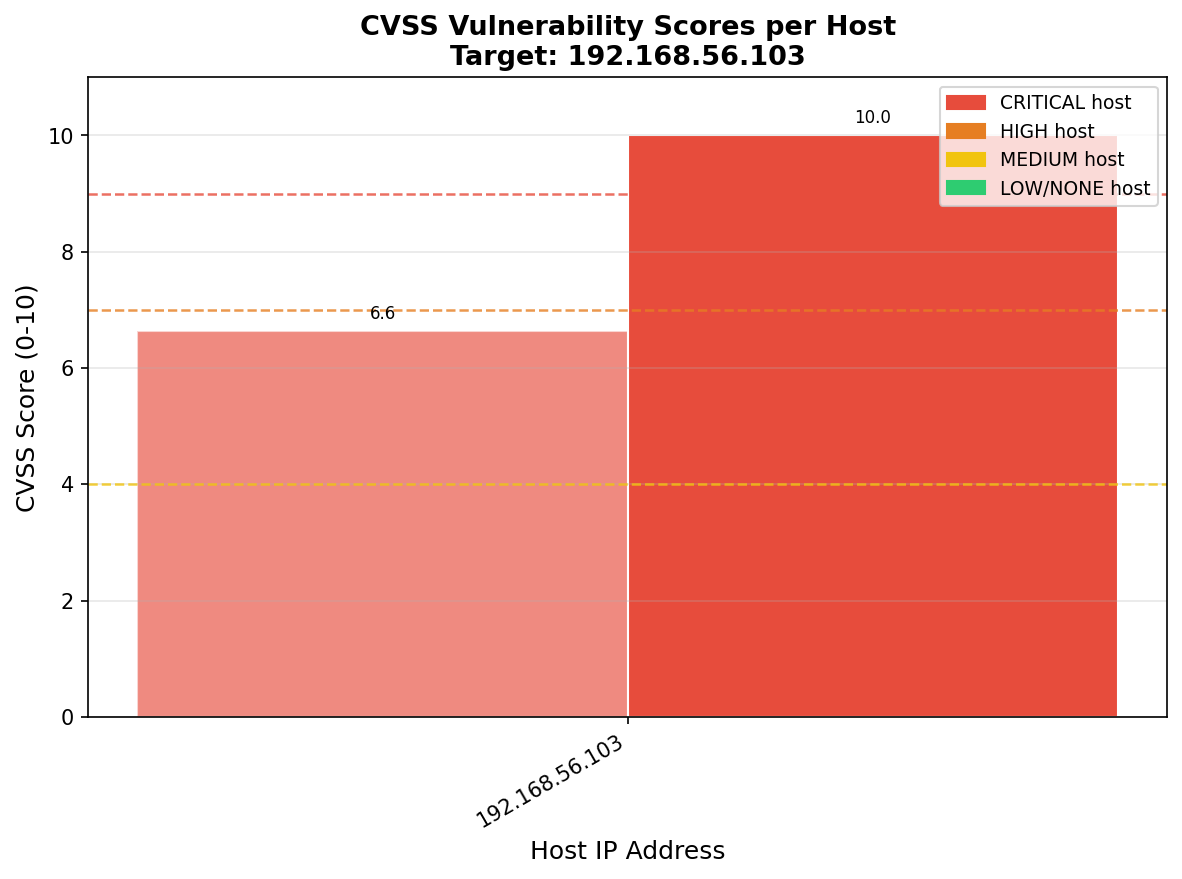 CVSS Vulnerability Scores per Host
Target: 192.168.56.103
10.0
CRITICAL host
HIGH host
MEDIUM host
LOW/NONE host
6.6
CVSS Score (0-10)
10
8
6
4
2
0
192.168.56.103
Host IP Address